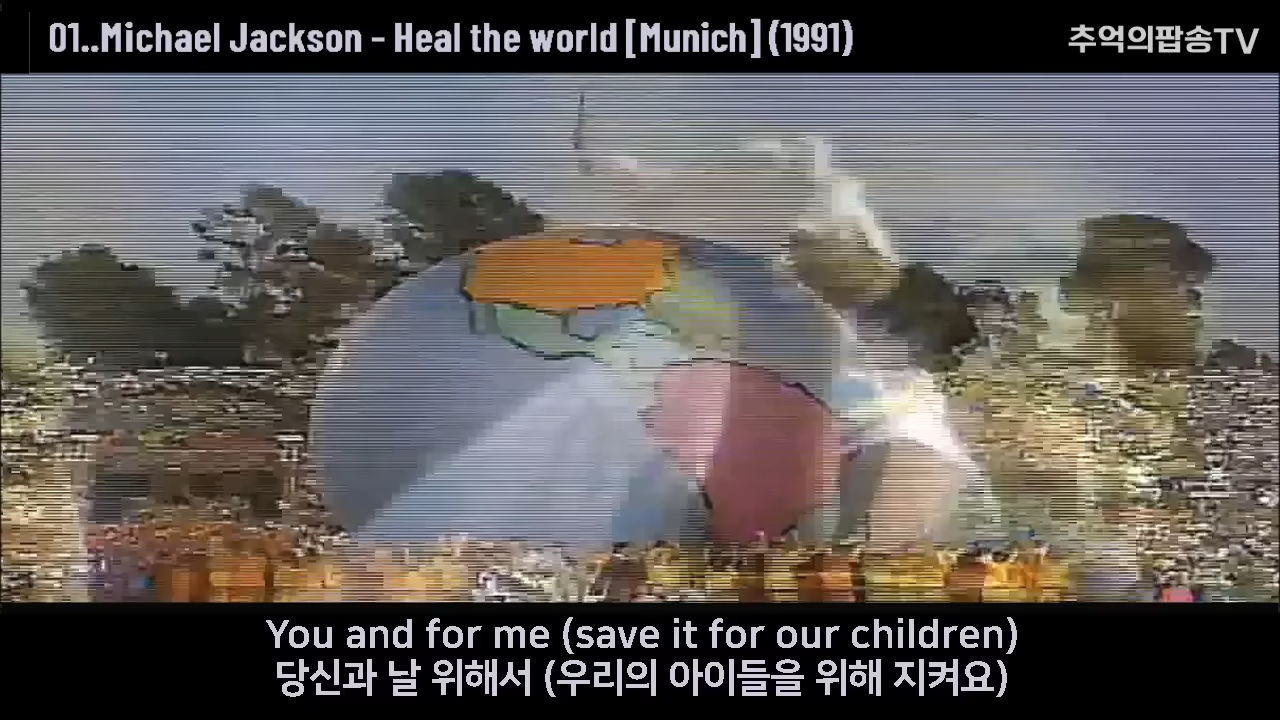 01..Michael Jackson - Heal the world [Munich] (1991)
추억의팝송TV
You and for me (save it for our children)
당신과 날 위해서 (우리의 아이들을 위해 지켜요)